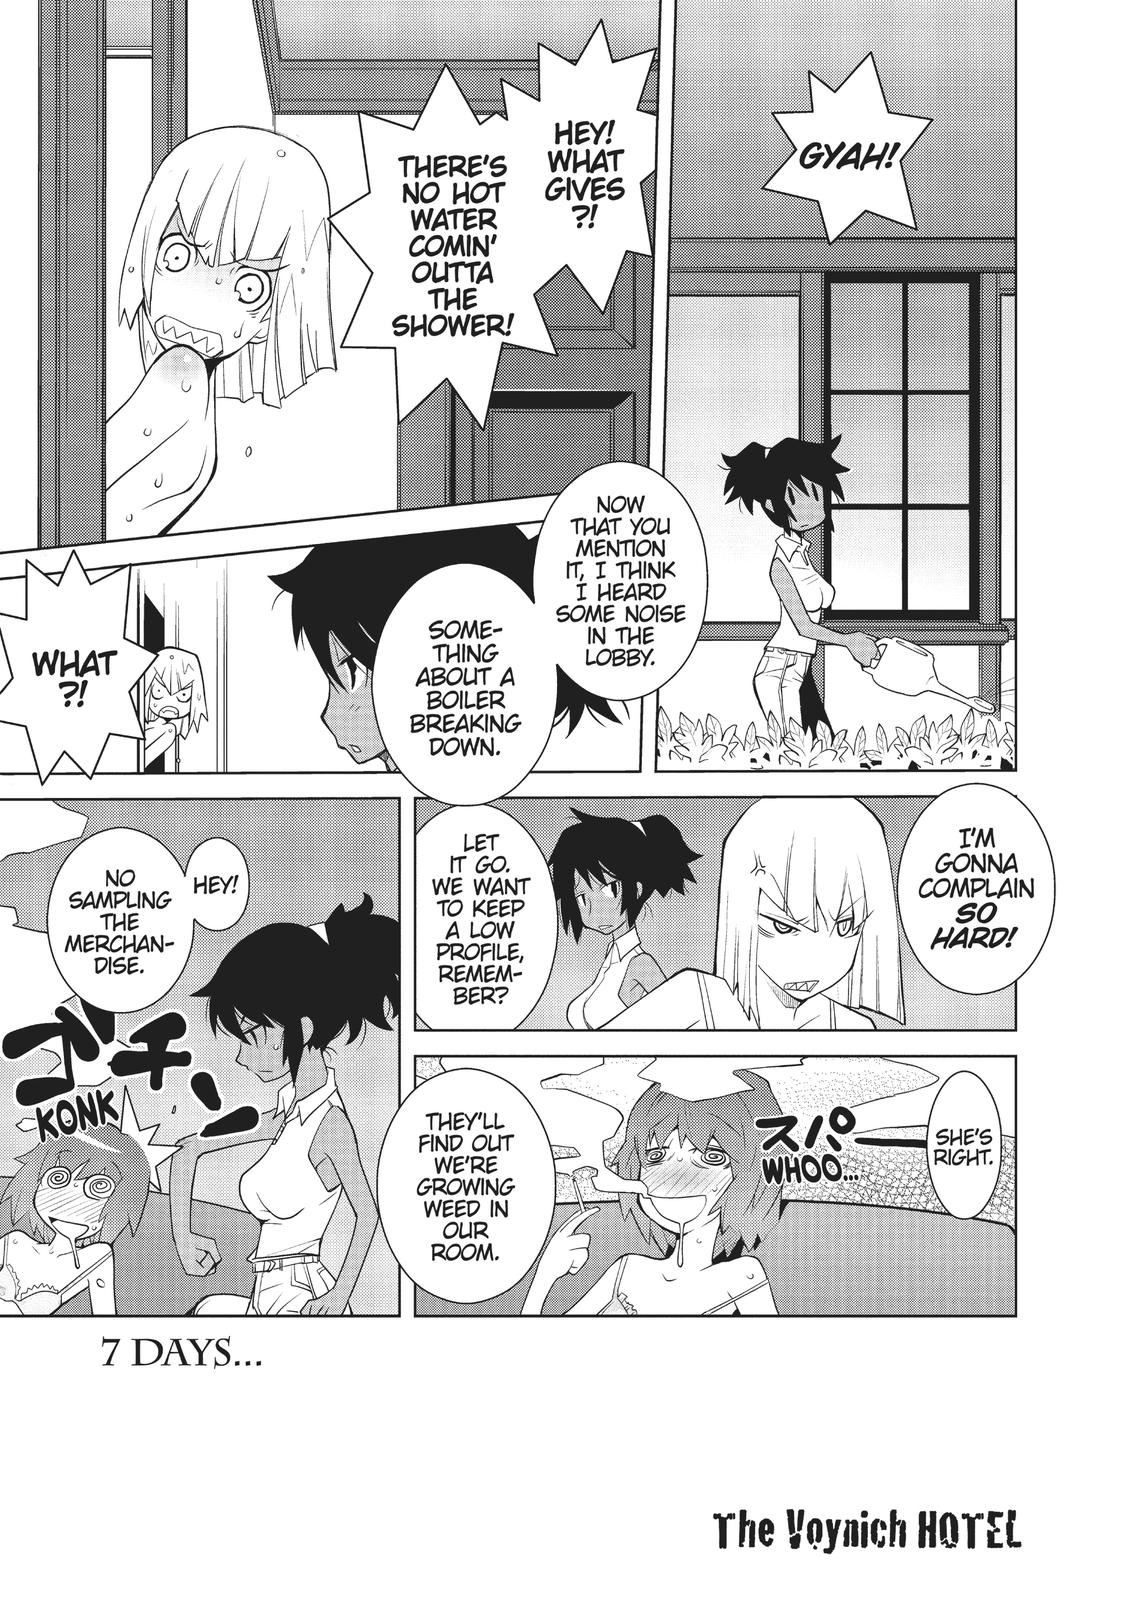 GYAH!
HEY!
WHAT
GIVES
?!
THERE'S
NO HOT
WATER
COMIN'
OUTTA
THE
SHOWER!
NOW
THAT YOU
MENTION
IT, I THINK
I HEARD
SOME NOISE
IN THE
LOBBY.
SOME-
THING
ABOUT A
BOILER
BREAKING
DOWN.
WHAT
?!
I'M
GONNA
COMPLAIN
SO
HARD!
LET
IT GO.
WE WANT
TO KEEP
A LOW
PROFILE,
REMEM-
BER?
SHE'S
RIGHT.
スパー
WHOO...
THEY'LL
FIND OUT
WE'RE
GROWING
WEED IN
OUR
ROOM.
HEY!
NO
SAMPLING
THE
MERCHAN-
DISE.
ゴチン
KONK
7 DAYS...
The Voynich HOTEL